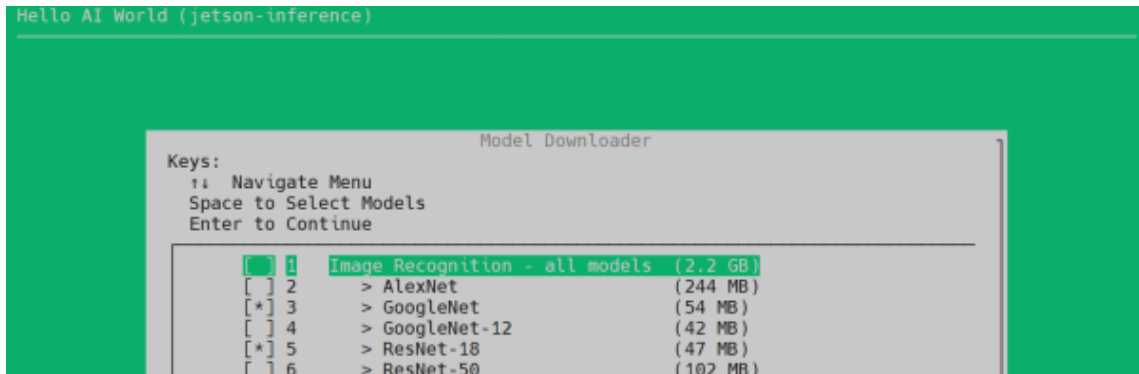 Hello AI World (jetson-inference)
Model Downloader
Keys:
↑↓ Navigate Menu
Space to Select Models
Enter to Continue
[ ] 1 Image Recognition - all models (2.2 GB)
[ ] 2 > AlexNet (244 MB)
[*] 3 > GoogleNet (54 MB)
[ ] 4 > GoogleNet-12 (42 MB)
[*] 5 > ResNet-18 (47 MB)
[ ] 6 > ResNet-50 (102 MB)